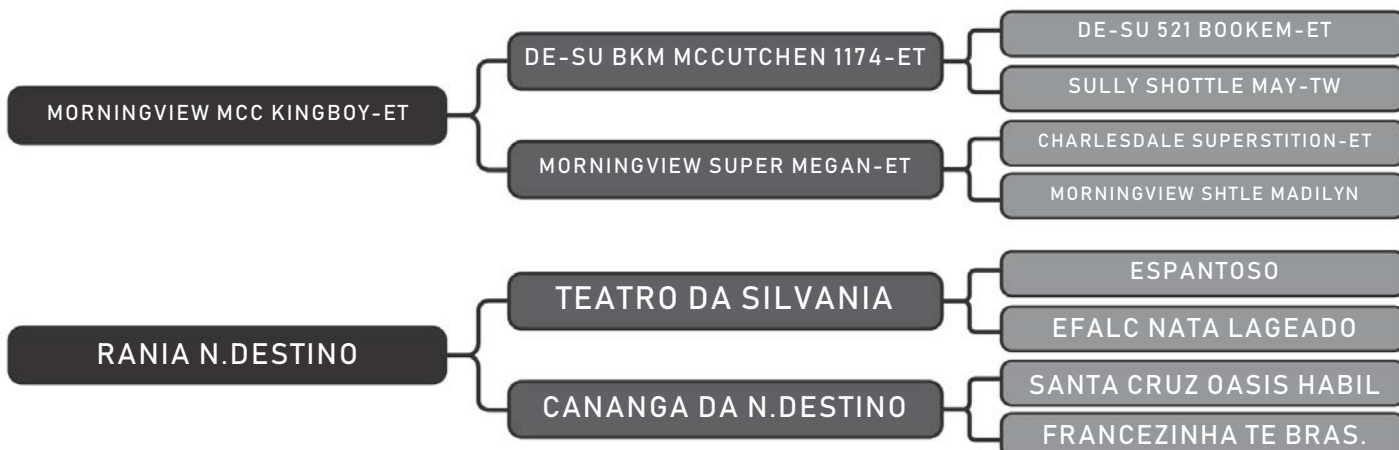 MORNINGVIEW MCC KINGBOY-ET
DE-SU BKM MCCUTCHEN 1174-ET
DE-SU 521 BOOKEM-ET
SULLY SHOTTLE MAY-TW
MORNINGVIEW SUPER MEGAN-ET
CHARLESDALE SUPERSTITION-ET
MORNINGVIEW SHTLE MADILYN
RANIA N.DESTINO
TEATRO DA SILVANIA
ESPANTOSO
EFALC NATA LAGEADO
CANANGA DA N.DESTINO
SANTA CRUZ OASIS HABIL
FRANCEZINHA TE BRAS.